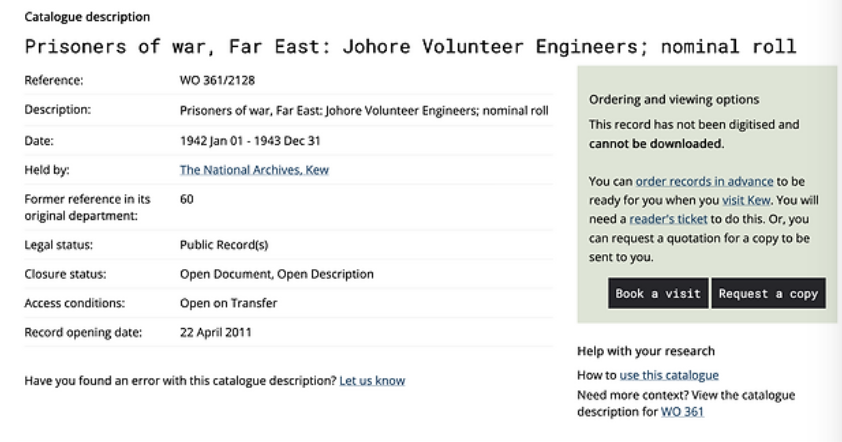 Catalogue description
Prisoners of war, Far East: Johore Volunteer Engineers; nominal roll
Reference: WO 361/2128
Description: Prisoners of war, Far East: Johore Volunteer Engineers; nominal roll
Date: 1942 Jan 01 - 1943 Dec 31
Held by: The National Archives, Kew
Former reference in its original department: 60
Legal status: Public Record(s)
Closure status: Open Document, Open Description
Access conditions: Open on Transfer
Record opening date: 22 April 2011
Have you found an error with this catalogue description? Let us know
Ordering and viewing options
This record has not been digitised and
cannot be downloaded.
You can order records in advance to be
ready for you when you visit Kew. You will
need a reader's ticket to do this. Or, you
can request a quotation for a copy to be
sent to you.
Book a visit Request a copy
Help with your research
How to use this catalogue
Need more context? View the catalogue
description for WO 361